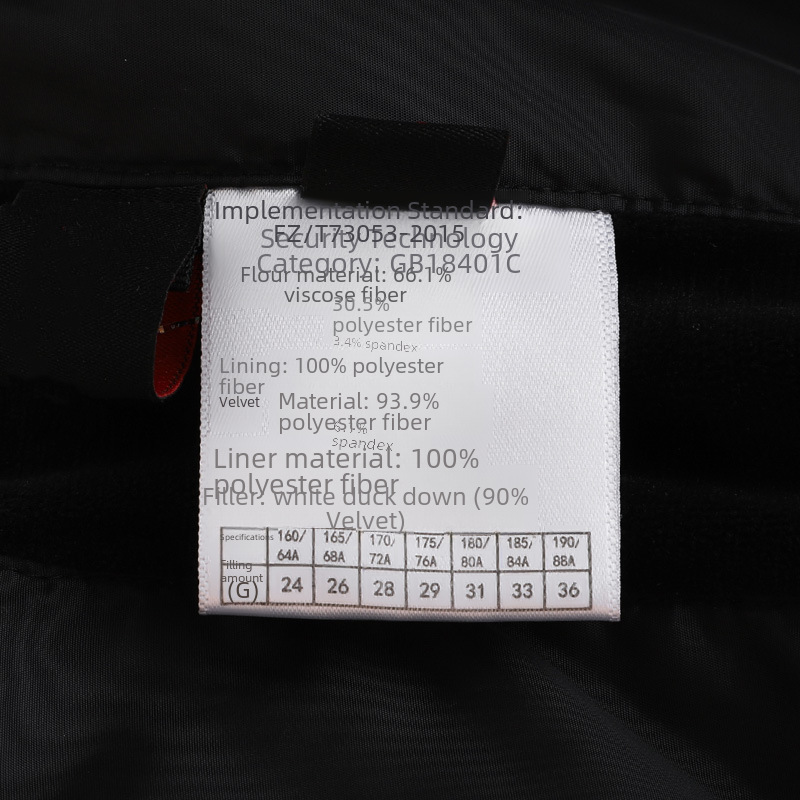 Implementation Standard:
FZ/T73053-2015
Security Technology
Category: GB18401C
Flour material: 66.1%
viscose fiber
30.5%
polyester fiber
3.4% spandex
Lining: 100% polyester
fiber
Velvet
Material: 93.9%
polyester fiber
spandex
Liner material: 100%
polyester fiber
Filler: white duck down (90%
Velvet)
Specifications 160/ 165/ 170/ 175/ 180/ 185/ 190/
64A 68A 72A 76A 80A 84A 88A
Filling
amount
(G) 24 26 28 29 31 33 36